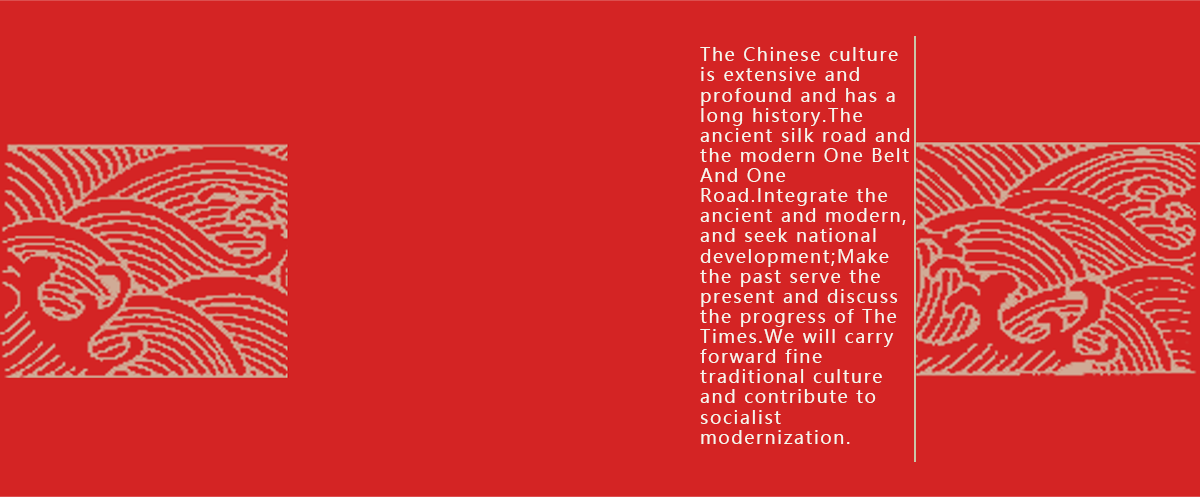 The Chinese culture
is extensive and
profound and has a
long history.The
ancient silk road and
the modern One Belt
And One
Road.Integrate the
ancient and modern,
and seek national
development;Make
the past serve the
present and discuss
the progress of The
Times.We will carry
forward fine
traditional culture
and contribute to
socialist
modernization.